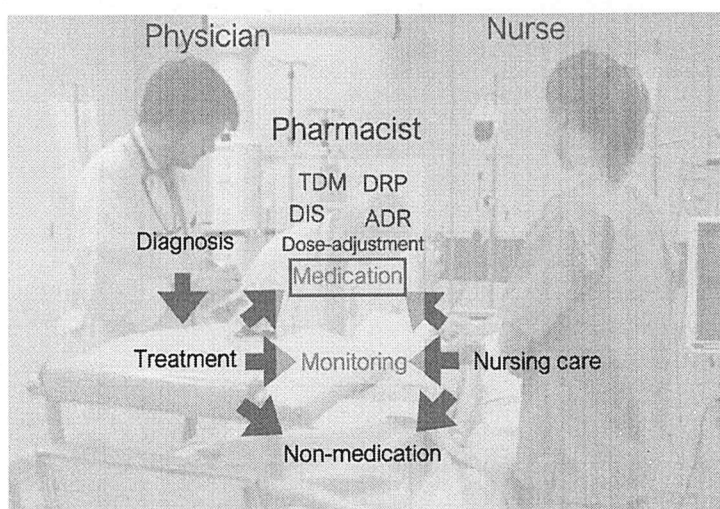 Physician
Nurse
Pharmacist
TDM DRP
DIS ADR
Diagnosis
Dose-adjustment
Medication
Treatment
Monitoring
Nursing care
Non-medication